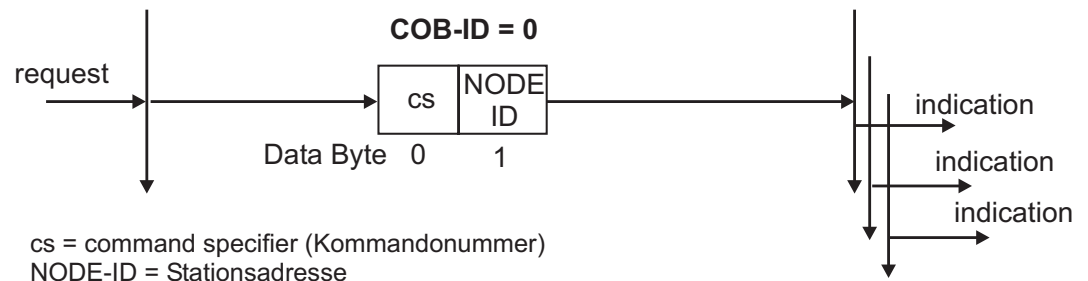 COB-ID = 0
request
cs
NODE
ID
indication
Data Byte 0 1
indication
indication
cs = command specifier (Kommandonummer)
NODE-ID = Stationsadresse